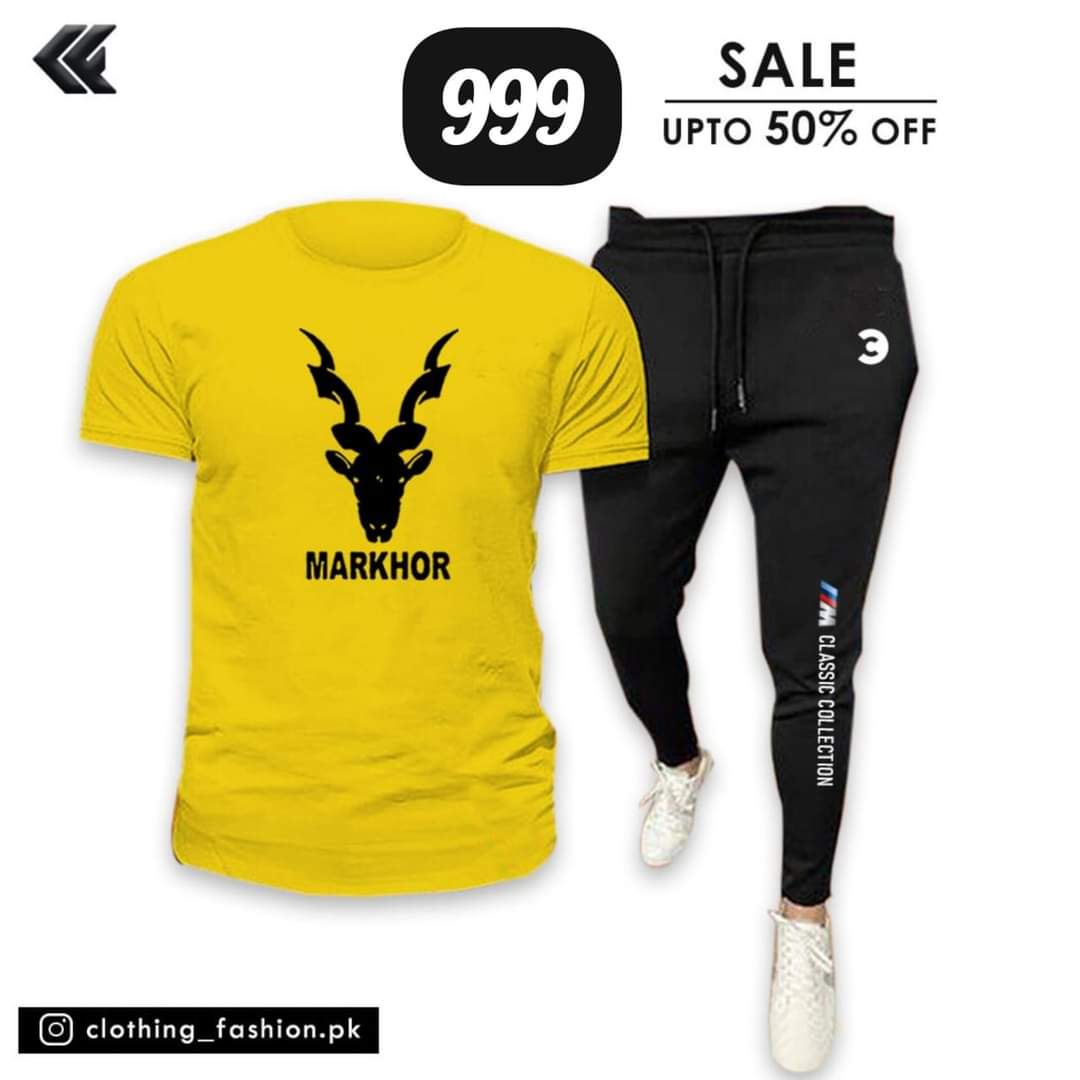 999
SALE
UPTO 50% OFF
MARKHOR
M CLASSIC COLLECTION
clothing_fashion.pk